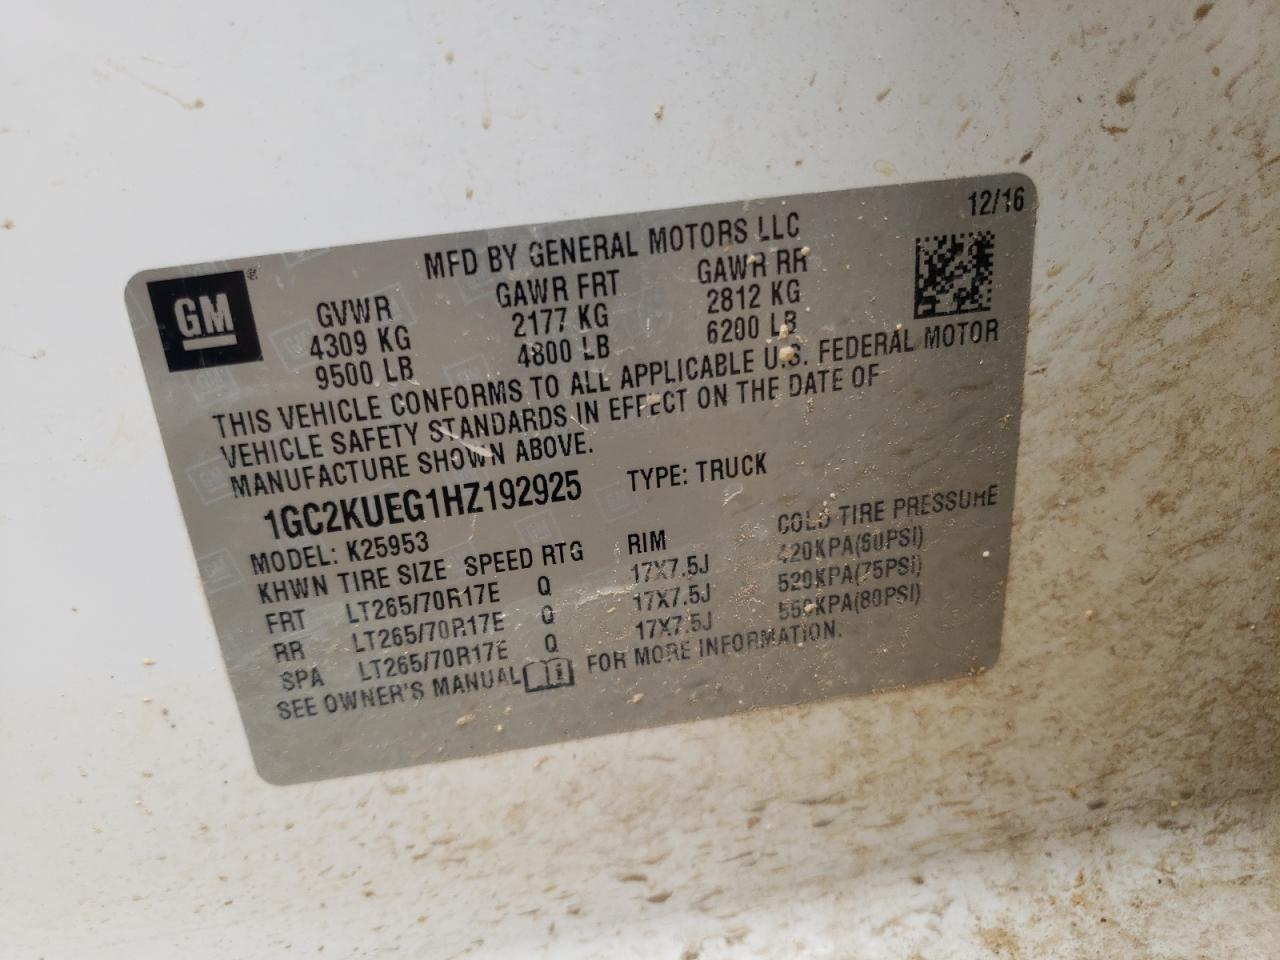 12/16
MFD BY GENERAL MOTORS LLC
GM ®
GVWR GAWR FRT GAWR RR
4309 KG 2177 KG 2812 KG
9500 LB 4800 LB 6200 LB
THIS VEHICLE CONFORMS TO ALL APPLICABLE U.S. FEDERAL MOTOR
VEHICLE SAFETY STANDARDS IN EFFECT ON THE DATE OF
MANUFACTURE SHOWN ABOVE.
1GC2KUEG1HZ192925 TYPE: TRUCK
MODEL: K25953
KHWN TIRE SIZE SPEED RTG RIM COLD TIRE PRESSURE
FRT LT265/70R17E Q 17X7.5J 420KPA(60PSI)
RR LT265/70R17E Q 17X7.5J 520KPA(75PSI)
SPA LT265/70R17E Q 17X7.5J 550KPA(80PSI)
SEE OWNER'S MANUAL FOR MORE INFORMATION.